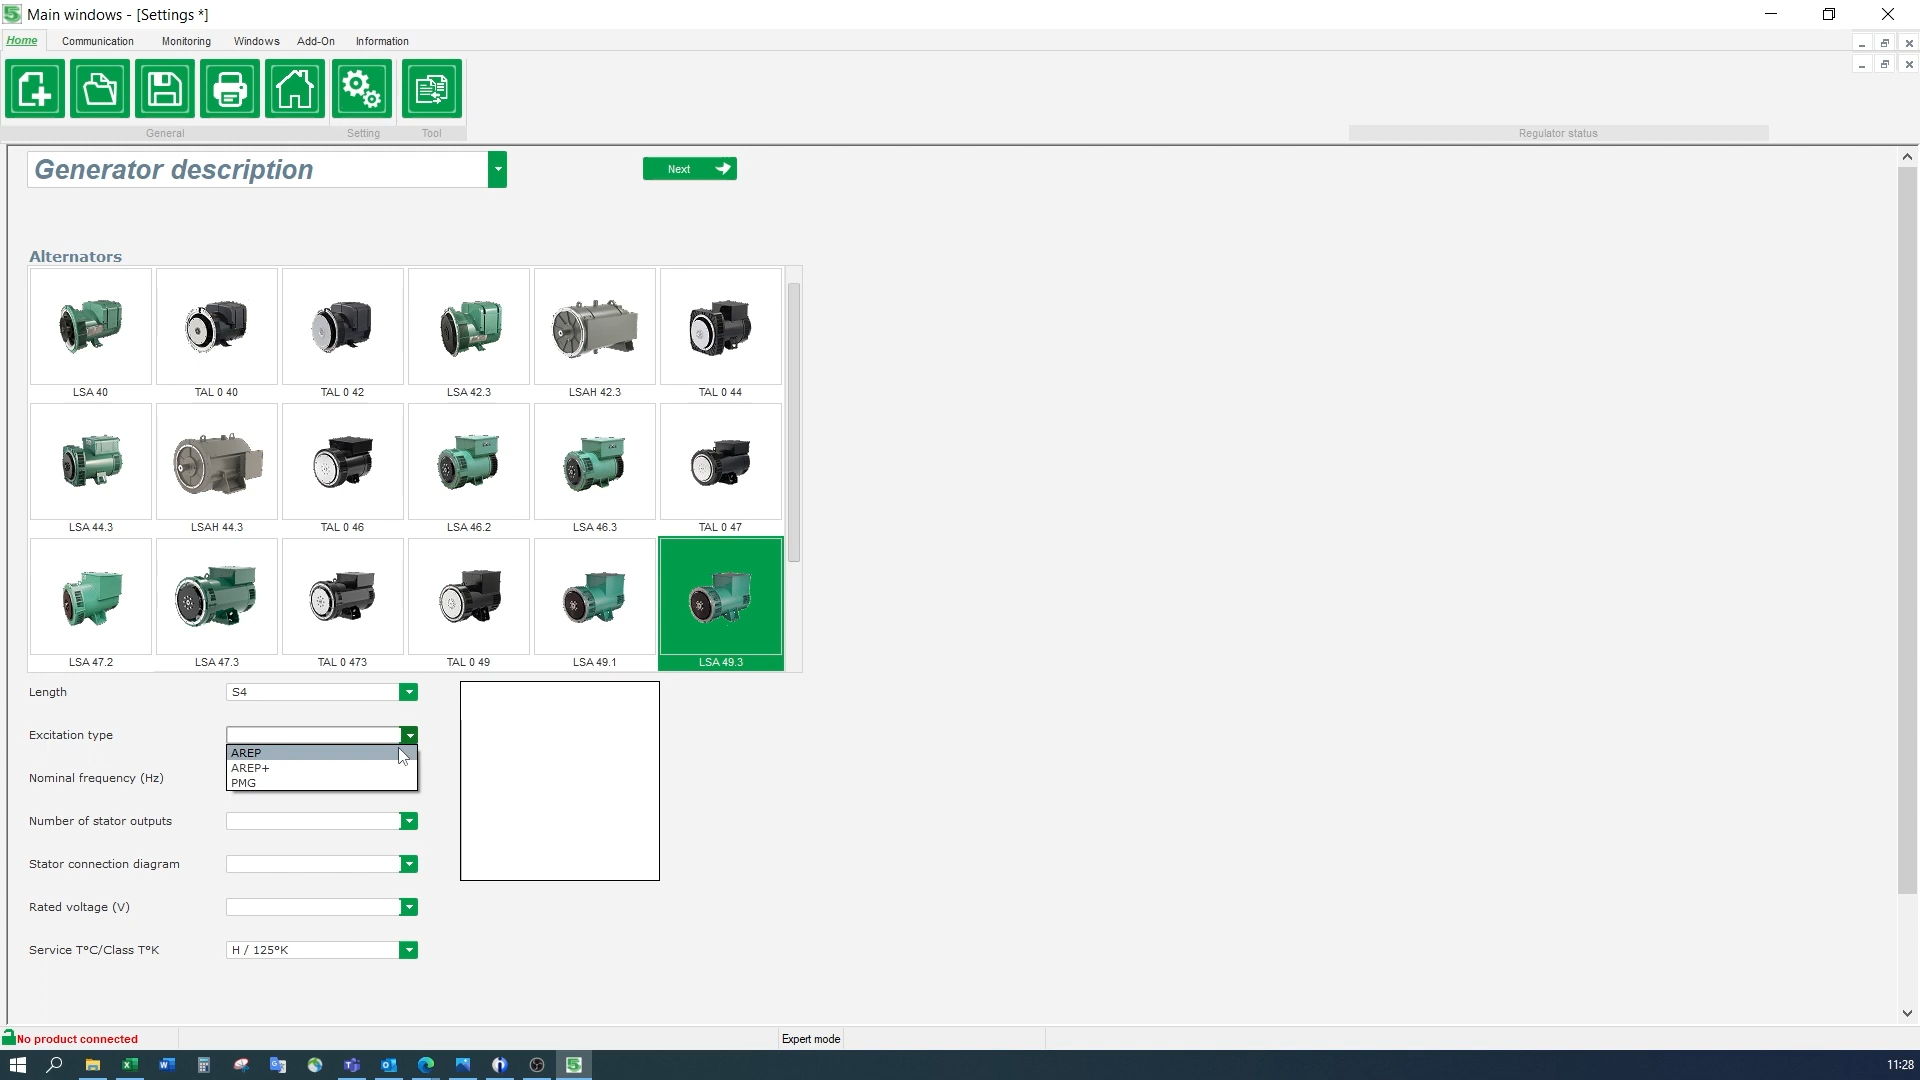 Main windows - [Settings *]
Home Communication Monitoring Windows Add-On Information
General Setting Tool Regulator status
Generator description
Next
Alternators
LSA 40 TAL 0 40 TAL 0 42 LSA 42.3 LSAH 42.3 TAL 0 44
LSA 44.3 LSAH 44.3 TAL 0 46 LSA 46.2 LSA 46.3 TAL 0 47
LSA 47.2 LSA 47.3 TAL 0 473 TAL 0 49 LSA 49.1 LSA 49.3
Length S4
Excitation type
AREP
AREP+
PMG
Nominal frequency (Hz)
Number of stator outputs
Stator connection diagram
Rated voltage (V)
Service T°C/Class T°K H / 125°K
No product connected Expert mode
11:28